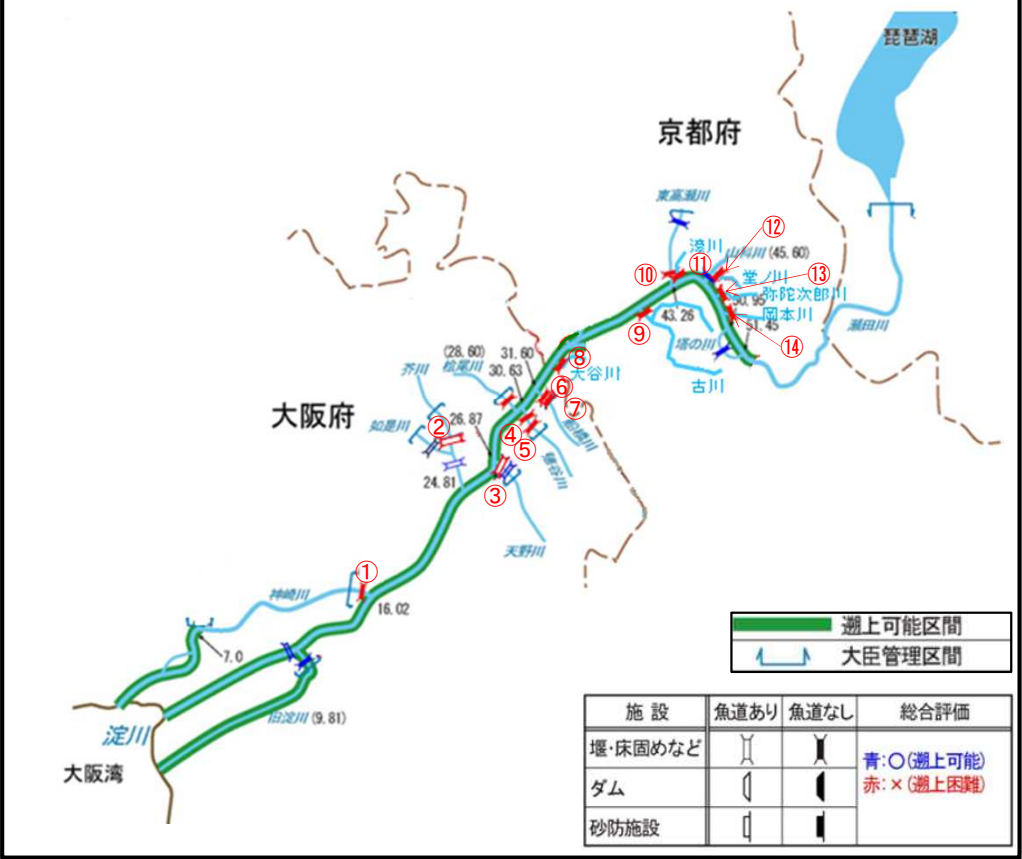 琵琶湖
京都府
東高瀬川
⑫
濠川
山科川 (45.60)
⑩
⑪
堂ノ川
⑬
弥陀次郎川
50.95
岡本川
43.26
51.45
瀬田川
⑨
塔の川
⑭
古川
(28.60)
31.60
⑧
芥川
松尾川
30.63
大谷川
⑥
大阪府
②
26.87
⑦
船橋川
如是川
④
⑤
穂谷川
24.81
③
天野川
①
神崎川
16.02
7.0
旧淀川 (9.81)
淀川
大阪湾
遡上可能区間
大臣管理区間
施 設 魚道あり 魚道なし 総合評価
堰・床固めなど
青:○(遡上可能)
赤:×(遡上困難)
ダム
砂防施設